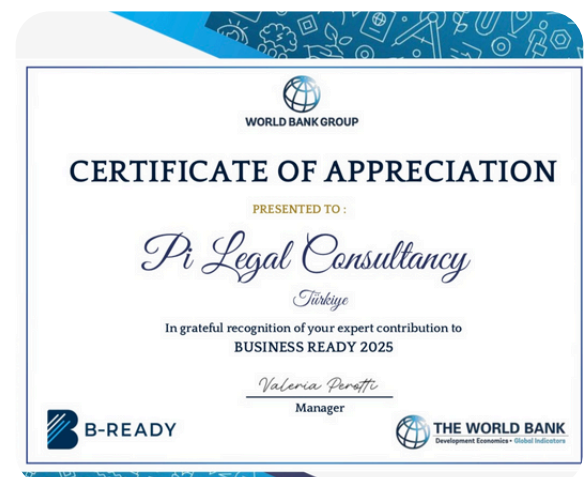 WORLD BANK GROUP
CERTIFICATE OF APPRECIATION
PRESENTED TO :
Pi Legal Consultancy
Türkiye
In grateful recognition of your expert contribution to
BUSINESS READY 2025
Valeria Perotti
Manager
B-READY
THE WORLD BANK
Development Economics • Global Indicators